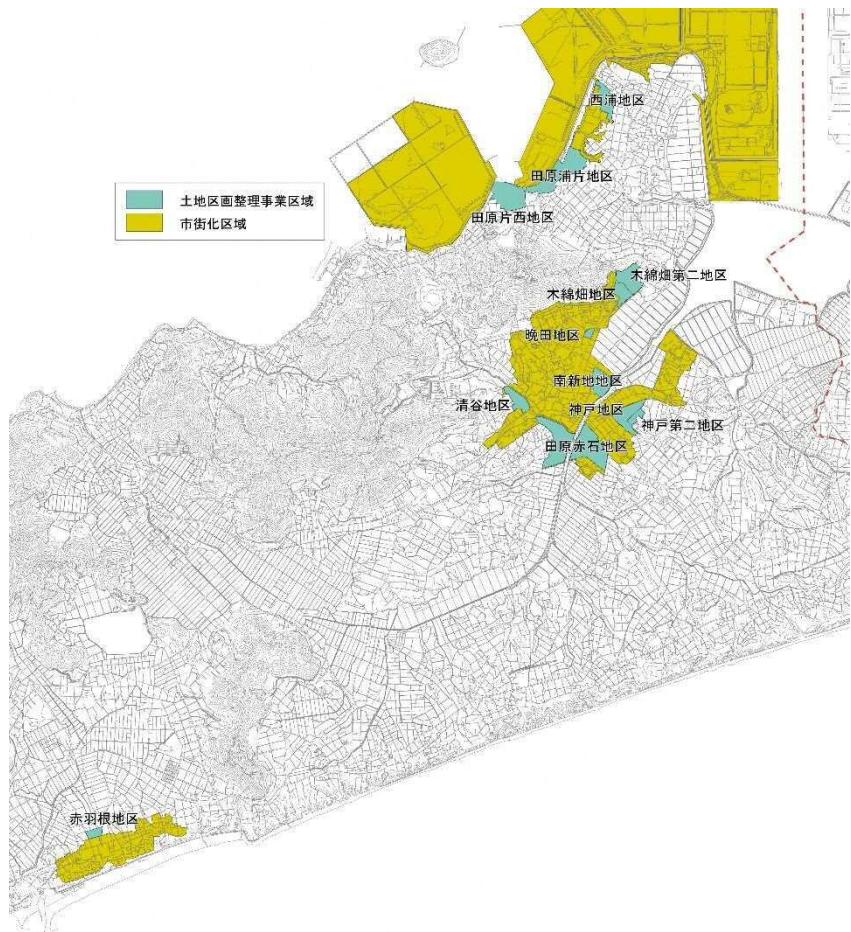 西浦地区
田原浦片地区
土地区画整理事業区域
市街化区域
田原片西地区
木綿畑第二地区
木綿畑地区
晩田地区
南新地地区
清谷地区
神戸地区
神戸第二地区
田原赤石地区
赤羽根地区